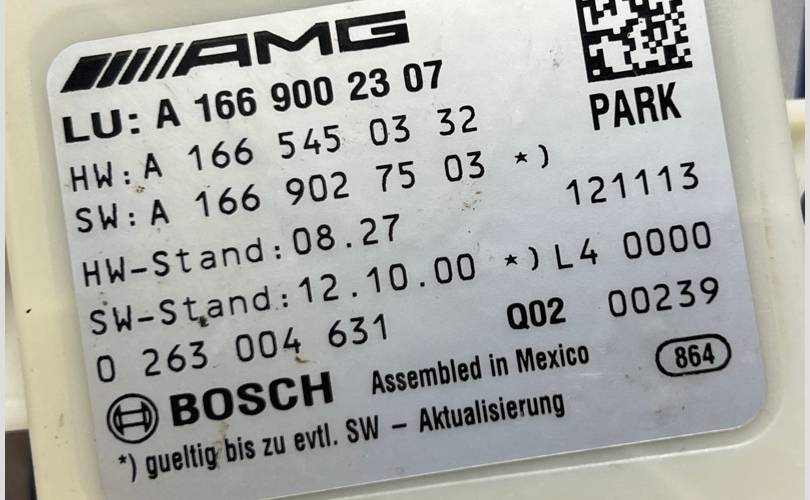 AMG
LU: A 166 900 23 07
PARK
HW: A 166 545 03 32
SW: A 166 902 75 03 *)
121113
HW-Stand: 08.27
SW-Stand: 12.10.00 *) L4 0000
0 263 004 631 Q02 00239
BOSCH Assembled in Mexico 864
*) gueltig bis zu evtl. SW - Aktualisierung